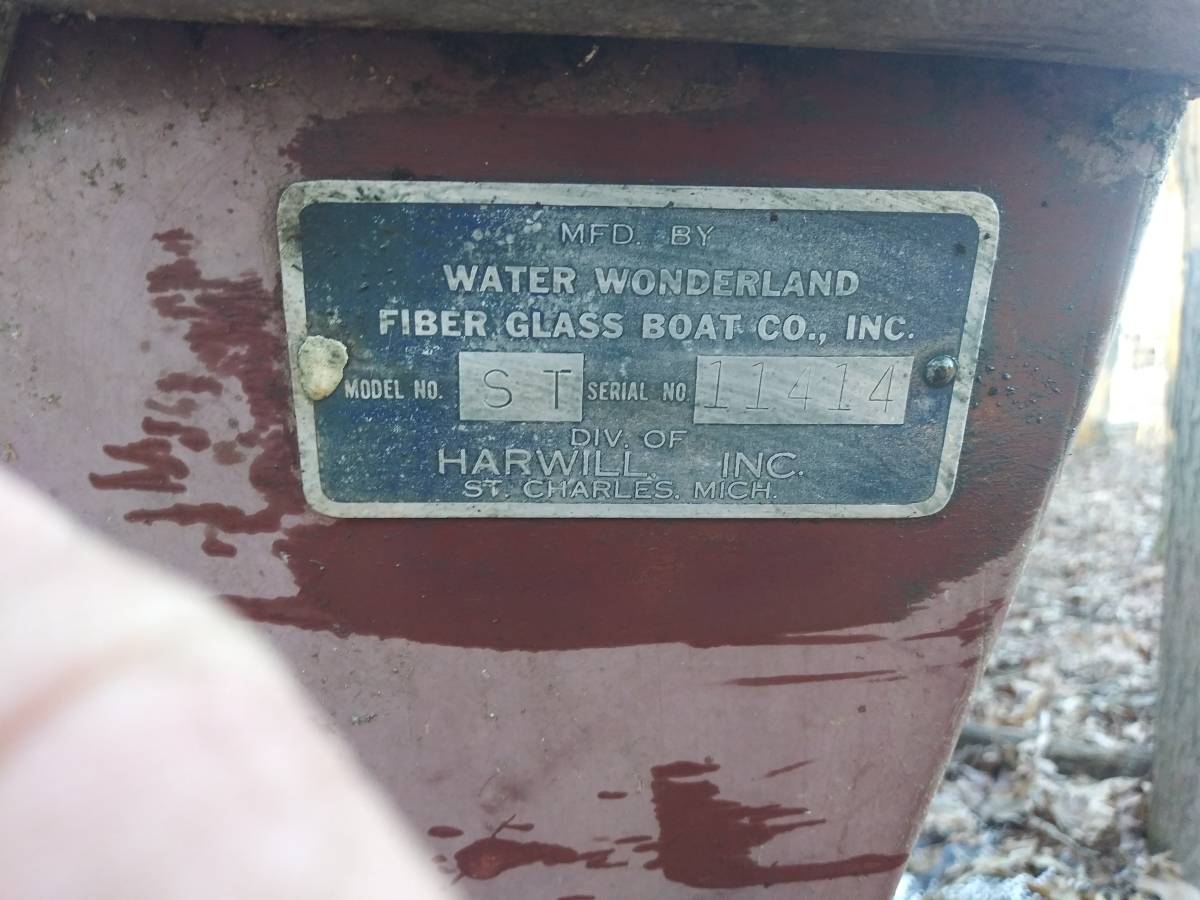 MFD. BY
WATER WONDERLAND
FIBER GLASS BOAT CO., INC.
MODEL NO. ST SERIAL NO. 11414
DIV. OF
HARWILL, INC.
ST. CHARLES. MICH.